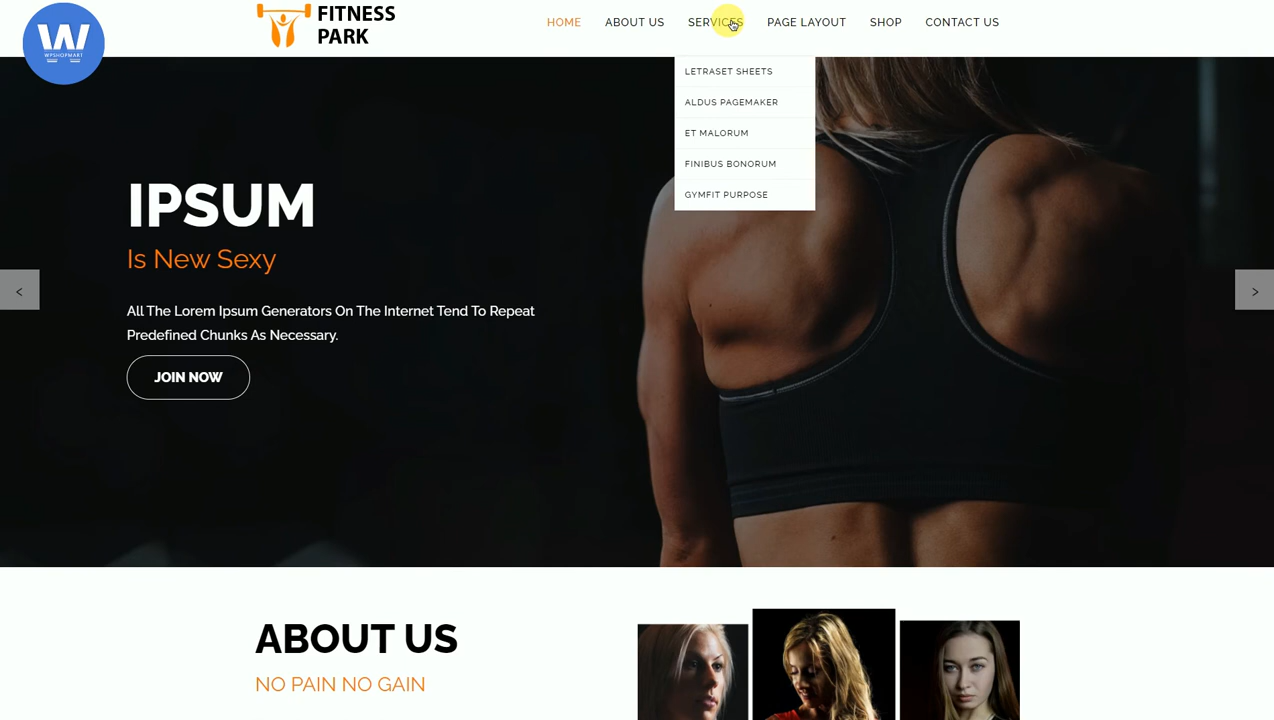 W
WPSHOPMART
FITNESS
PARK
HOME ABOUT US SERVICES PAGE LAYOUT SHOP CONTACT US
LETRASET SHEETS
ALDUS PAGEMAKER
ET MALORUM
FINIBUS BONORUM
GYMFIT PURPOSE
IPSUM
Is New Sexy
All The Lorem Ipsum Generators On The Internet Tend To Repeat
Predefined Chunks As Necessary.
JOIN NOW
< >
ABOUT US
NO PAIN NO GAIN